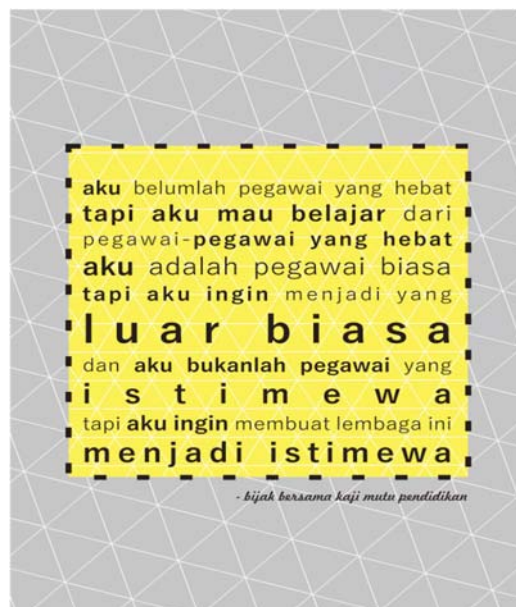 aku belumlah pegawai yang hebat
tapi aku mau belajar dari
pegawai-pegawai yang hebat
aku adalah pegawai biasa
tapi aku ingin menjadi yang
luar biasa
dan aku bukanlah pegawai yang
istimewa
tapi aku ingin membuat lembaga ini
menjadi istimewa
- bijak bersama kaji mutu pendidikan